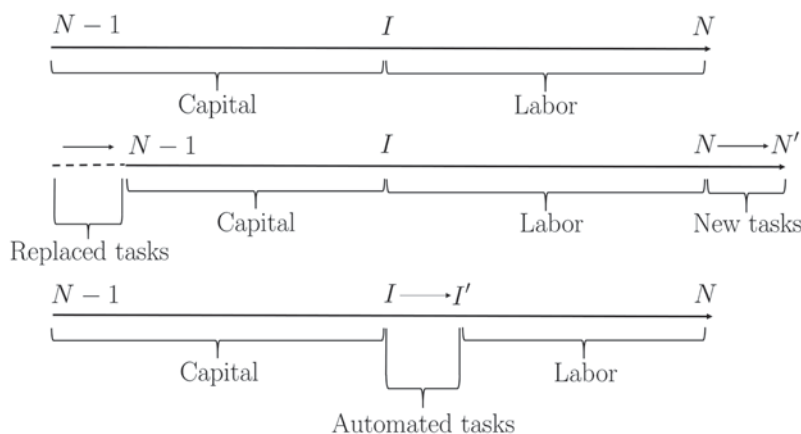 N − 1 I N
Capital Labor
N − 1 I N N′
Capital Labor New tasks
Replaced tasks
N − 1 I I′ N
Capital Labor
Automated tasks